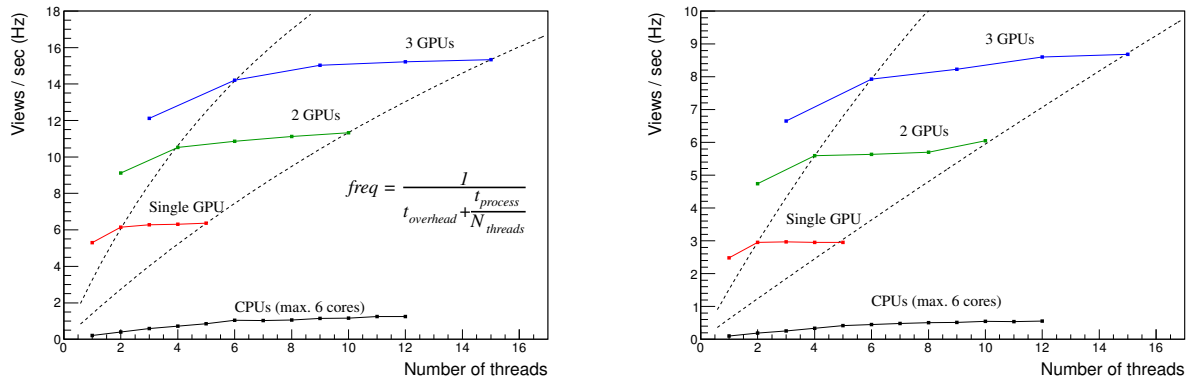 Views / sec (Hz)
18
16
14
12
10
8
6
4
2
0
0 2 4 6 8 10 12 14 16
Number of threads
3 GPUs
2 GPUs
Single GPU
CPUs (max. 6 cores)
freq = 1 / (t_overhead + t_process / N_threads)
Views / sec (Hz)
10
9
8
7
6
5
4
3
2
1
0
0 2 4 6 8 10 12 14 16
Number of threads
3 GPUs
2 GPUs
Single GPU
CPUs (max. 6 cores)